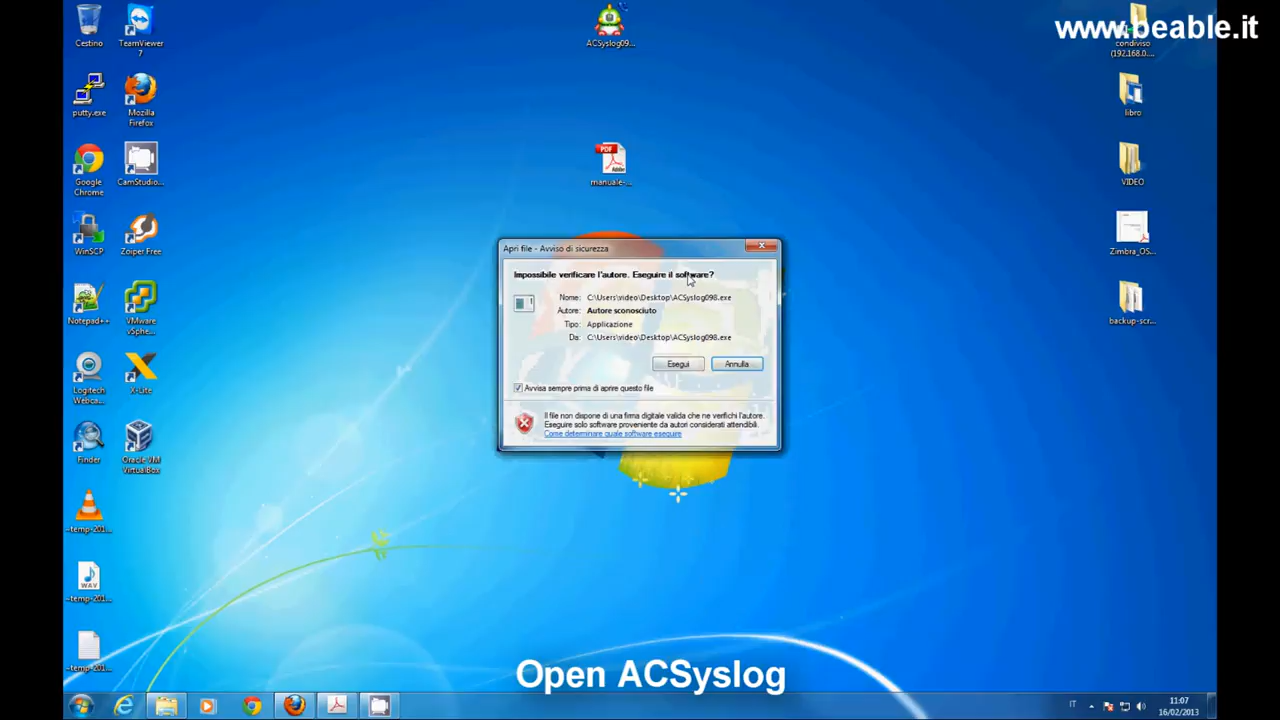 www.beable.it
Cestino
TeamViewer
7
ACSyslog09...
condiviso
(192.168.0....
putty.exe
Mozilla
Firefox
libro
Google
Chrome
CamStudio...
manuale-...
VIDEO
WinSCP
Zoiper Free
Zimbra_OS...
Notepad++
VMware
vSphe...
backup-scr...
Logitech
Webca...
X-Lite
Finder
Oracle VM
VirtualBox
~temp-201...
WAV
~temp-201...
~temp-201...
PDF
Adobe
Apri file - Avviso di sicurezza
Impossibile verificare l'autore. Eseguire il software?
Nome: C:\Users\video\Desktop\ACSyslog098.exe
Autore: Autore sconosciuto
Tipo: Applicazione
Da: C:\Users\video\Desktop\ACSyslog098.exe
Esegui
Annulla
Avvisa sempre prima di aprire questo file
Il file non dispone di una firma digitale valida che ne verifichi l'autore.
Eseguire solo software proveniente da autori considerati attendibili.
Come determinare quale software eseguire
Open ACSyslog
IT
11:07
16/02/2013